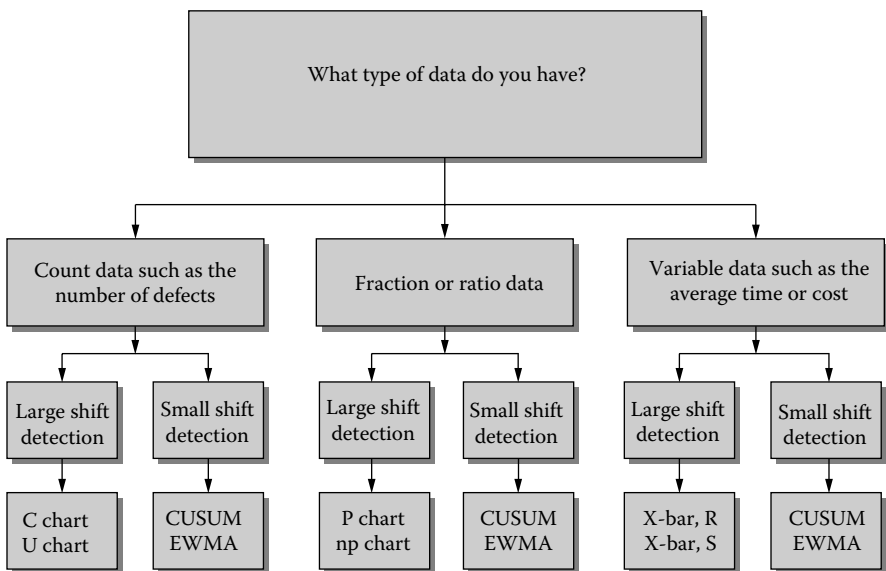 What type of data do you have?
Count data such as the
number of defects
Fraction or ratio data
Variable data such as the
average time or cost
Large shift
detection
Small shift
detection
Large shift
detection
Small shift
detection
Large shift
detection
Small shift
detection
C chart
U chart
CUSUM
EWMA
P chart
np chart
CUSUM
EWMA
X-bar, R
X-bar, S
CUSUM
EWMA